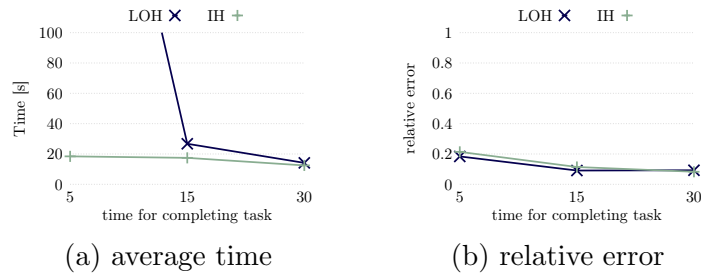 LOH IH
100
80
60
40
20
0
Time [s]
5 15 30
time for completing task
(a) average time
LOH IH
1
0.8
0.6
0.4
0.2
0
relative error
5 15 30
time for completing task
(b) relative error